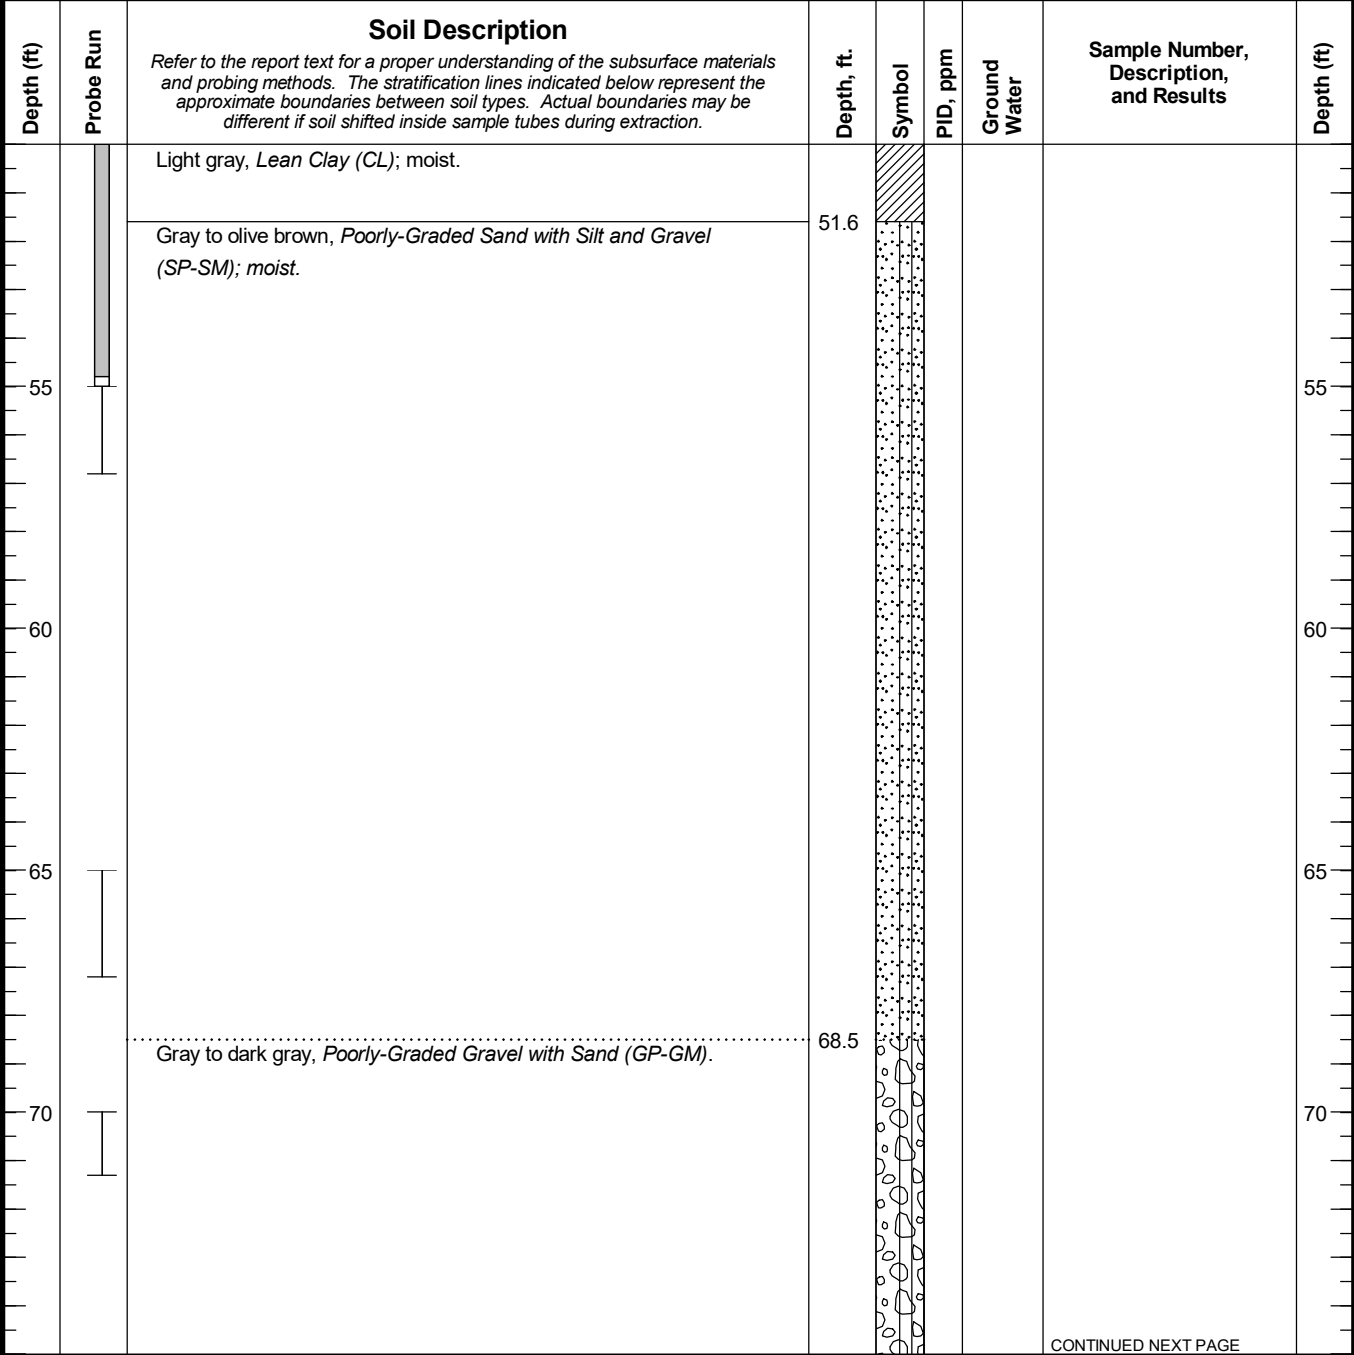 Depth (ft)
Probe Run
Soil Description
Refer to the report text for a proper understanding of the subsurface materials
and probing methods. The stratification lines indicated below represent the
approximate boundaries between soil types. Actual boundaries may be
different if soil shifted inside sample tubes during extraction.
Depth, ft.
Symbol
PID, ppm
Ground
Water
Sample Number,
Description,
and Results
Depth (ft)
Light gray, Lean Clay (CL); moist.
51.6
Gray to olive brown, Poorly-Graded Sand with Silt and Gravel
(SP-SM); moist.
55
55
60
60
65
65
68.5
Gray to dark gray, Poorly-Graded Gravel with Sand (GP-GM).
70
70
CONTINUED NEXT PAGE